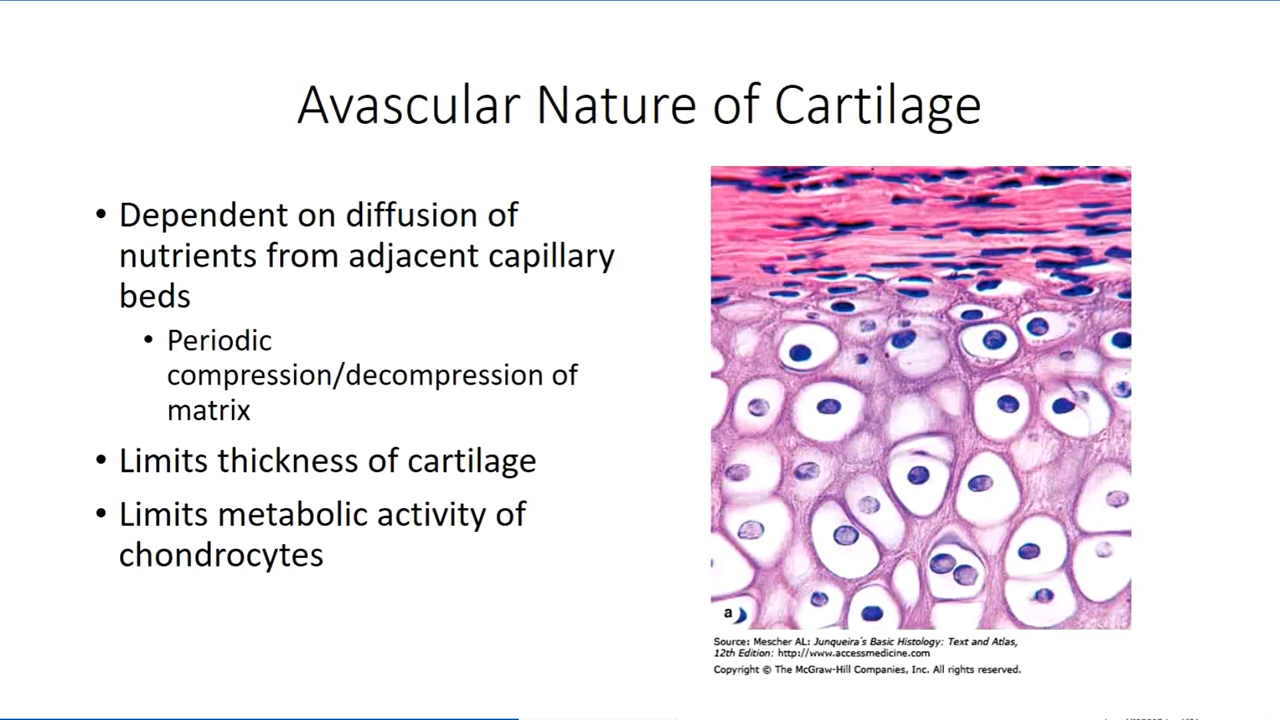 Avascular Nature of Cartilage
• Dependent on diffusion of
nutrients from adjacent capillary
beds
• Periodic
compression/decompression of
matrix
• Limits thickness of cartilage
• Limits metabolic activity of
chondrocytes
a
Source: Mescher AL: Junqueira's Basic Histology: Text and Atlas,
12th Edition: http://www.accessmedicine.com
Copyright © The McGraw-Hill Companies, Inc. All rights reserved.